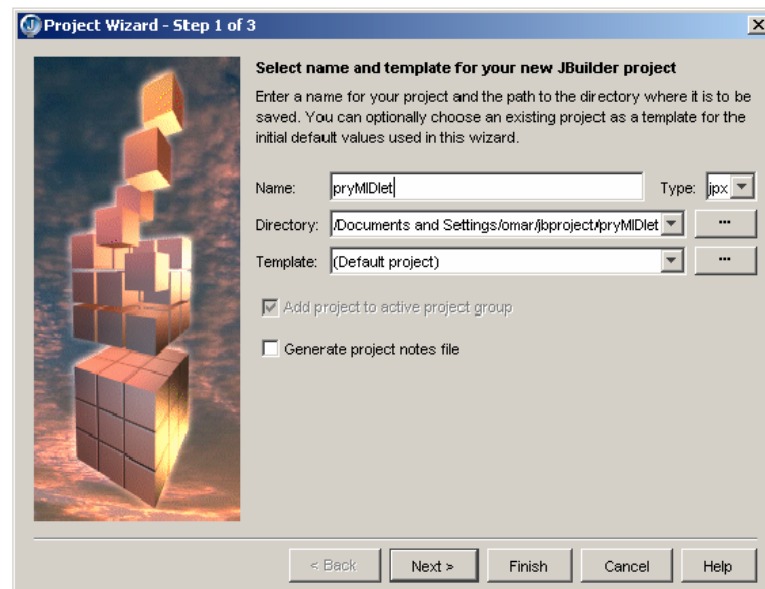 Project Wizard - Step 1 of 3
Select name and template for your new JBuilder project
Enter a name for your project and the path to the directory where it is to be
saved. You can optionally choose an existing project as a template for the
initial default values used in this wizard.
Name: pryMIDlet Type: jpx
Directory: /Documents and Settings/omar/jbproject/pryMIDlet ...
Template: (Default project) ...
Add project to active project group
Generate project notes file
< Back Next > Finish Cancel Help